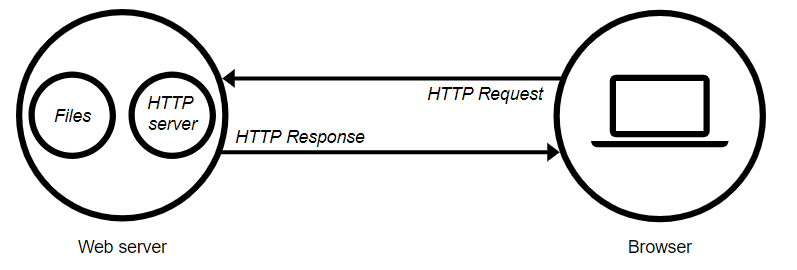 HTTP Request
Files
HTTP
server
HTTP Response
Web server
Browser